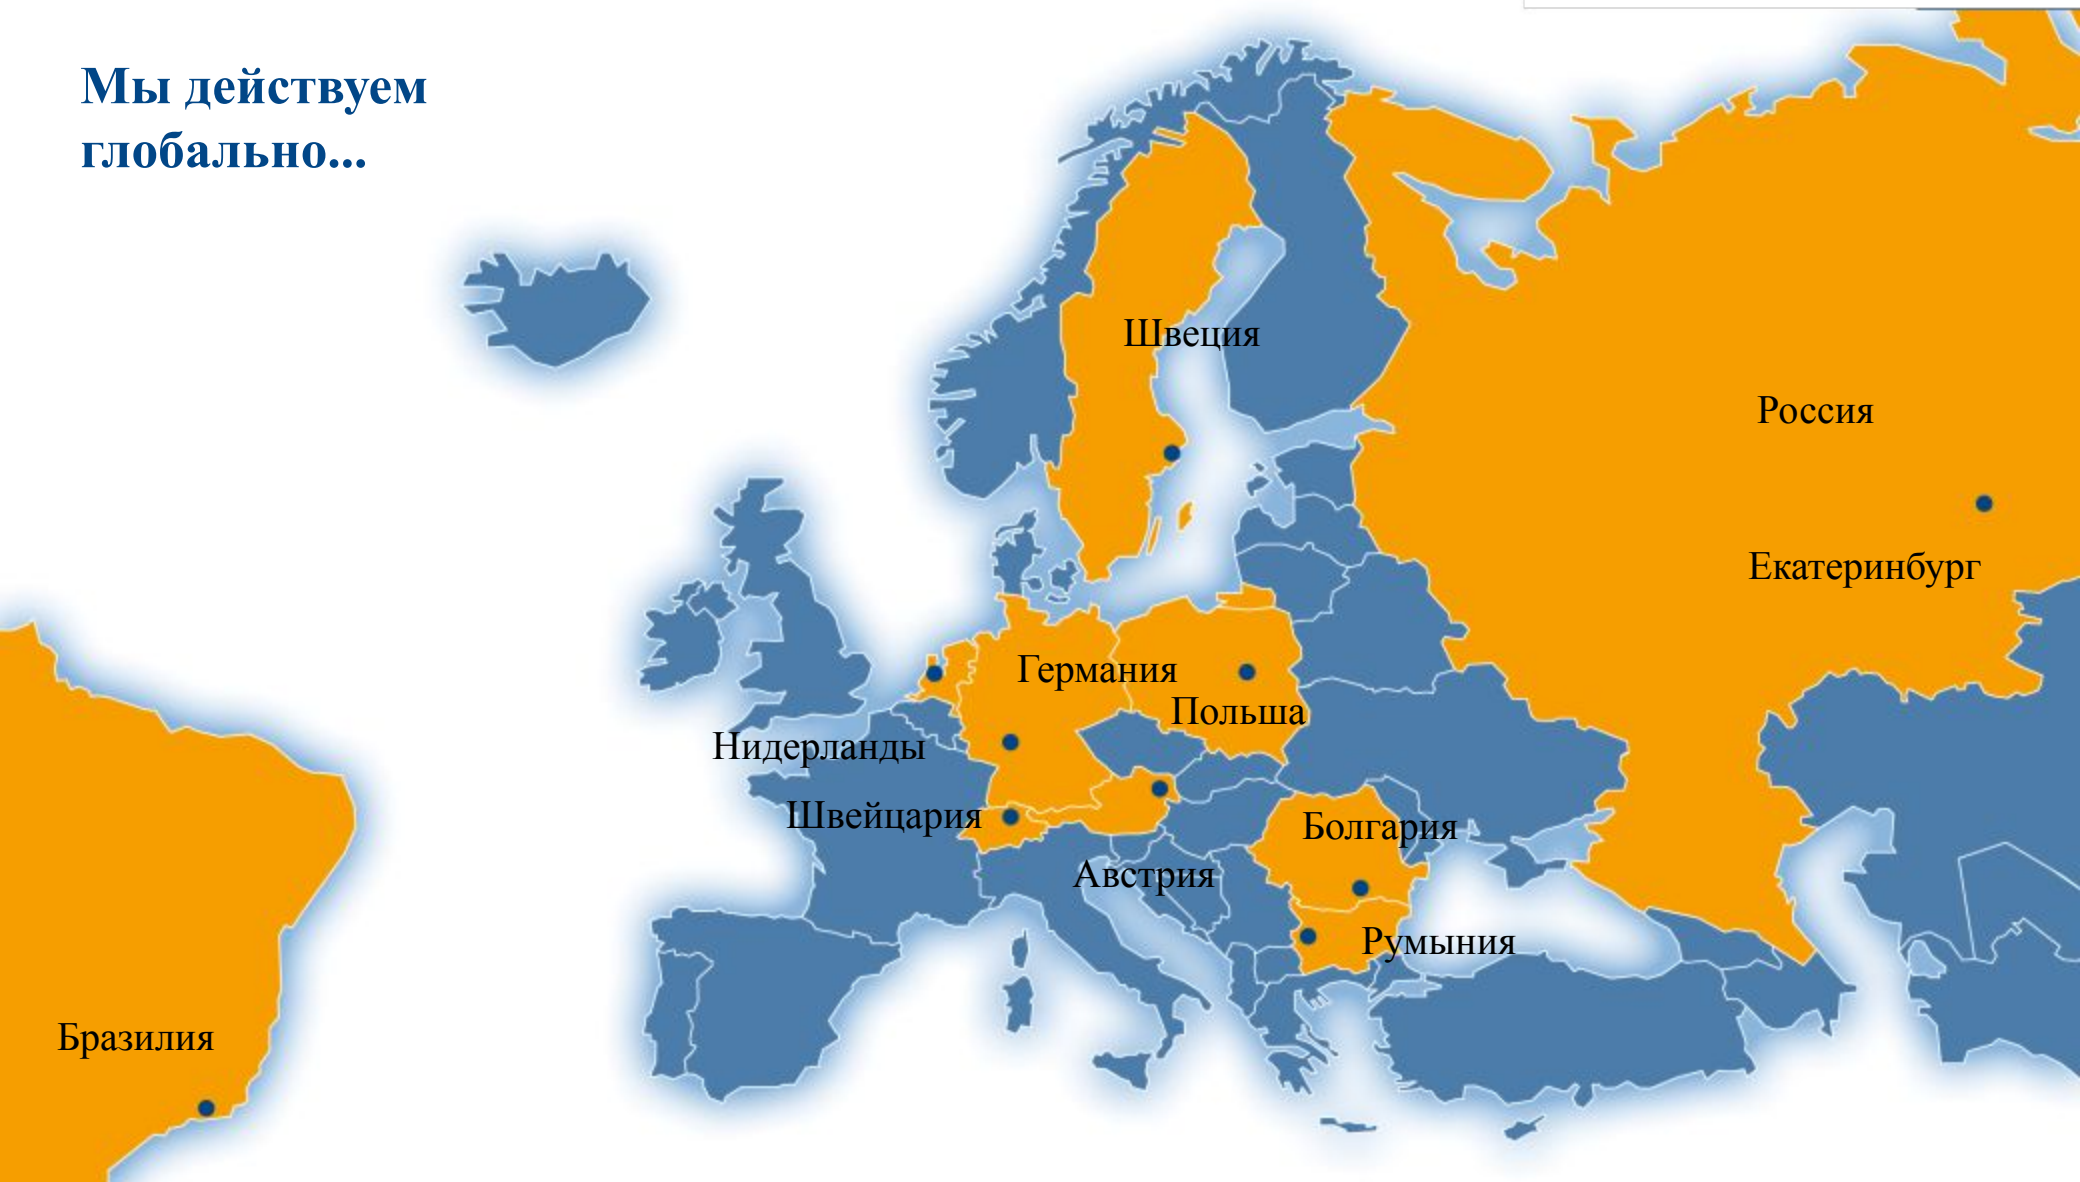 Мы действуем
глобально...
Швеция
Россия
Екатеринбург
Германия
Польша
Нидерланды
Швейцария
Болгария
Австрия
Румыния
Бразилия